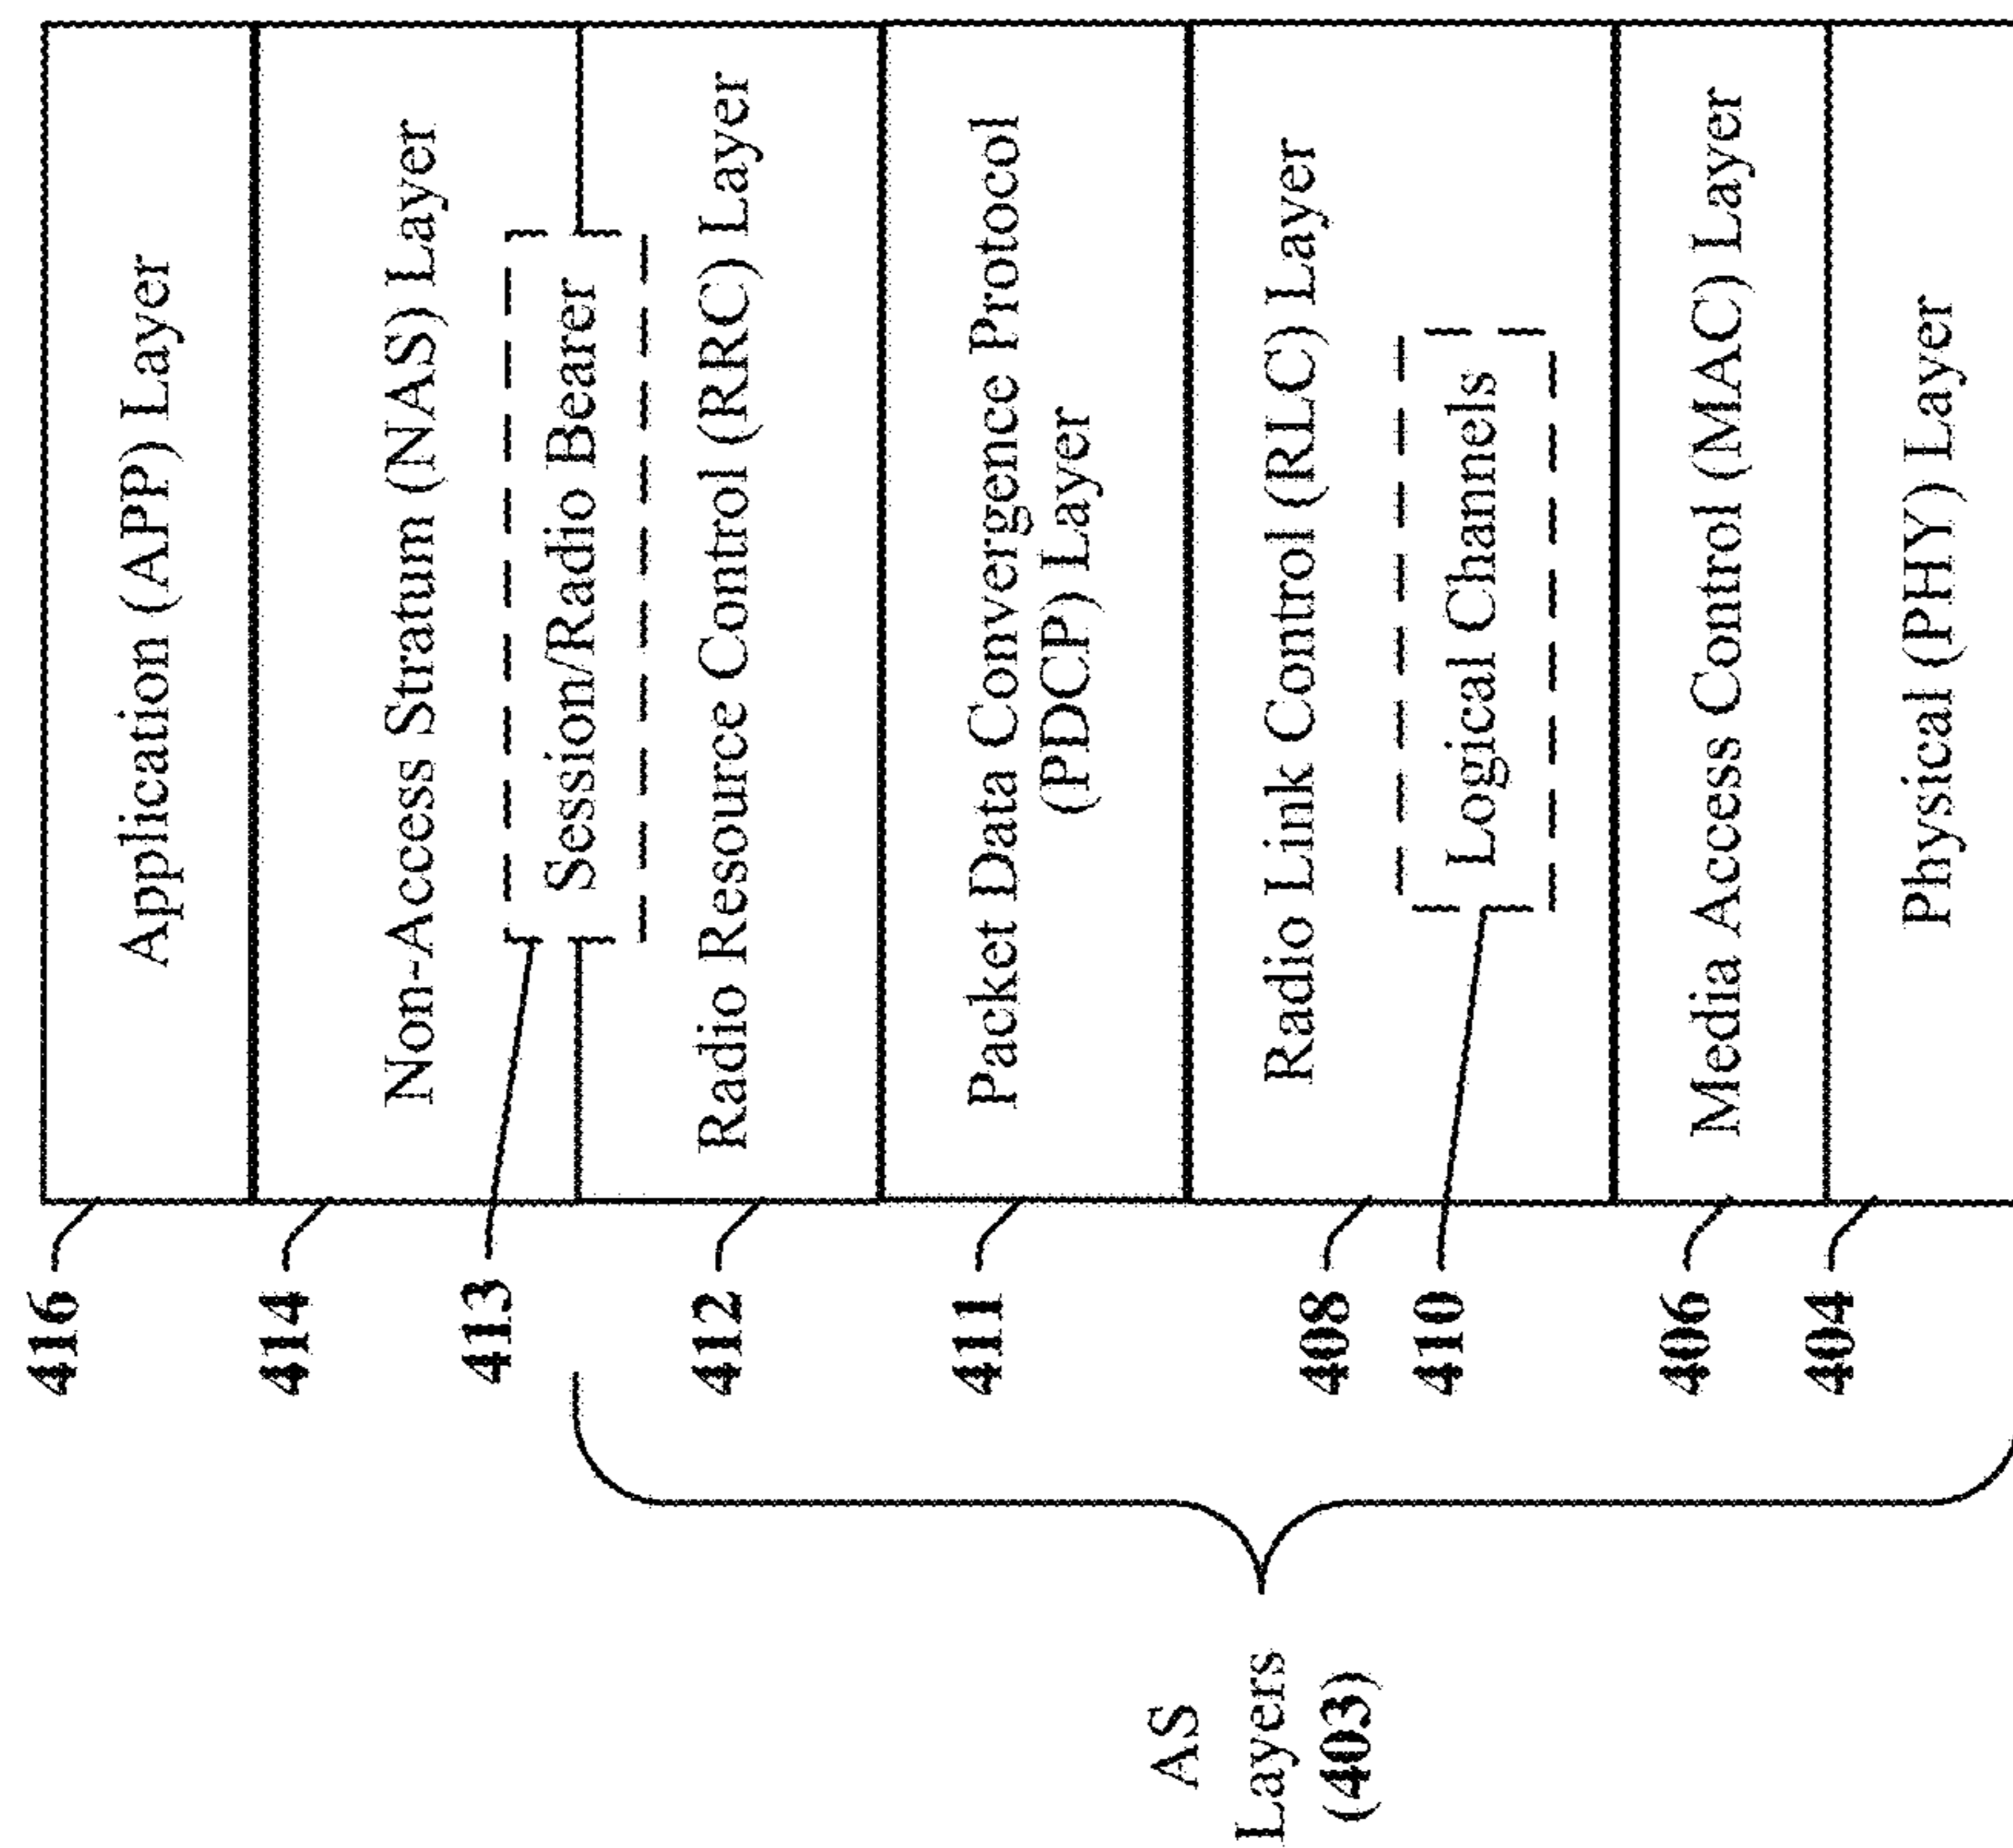 416
Application (APP) Layer
414
Non-Access Stratum (NAS) Layer
413
Session/Radio Bearer
412
Radio Resource Control (RRC) Layer
411
Packet Data Convergence Protocol
(PDCP) Layer
408
Radio Link Control (RLC) Layer
410
Logical Channels
406
Media Access Control (MAC) Layer
404
Physical (PHY) Layer
AS
Layers
(403)